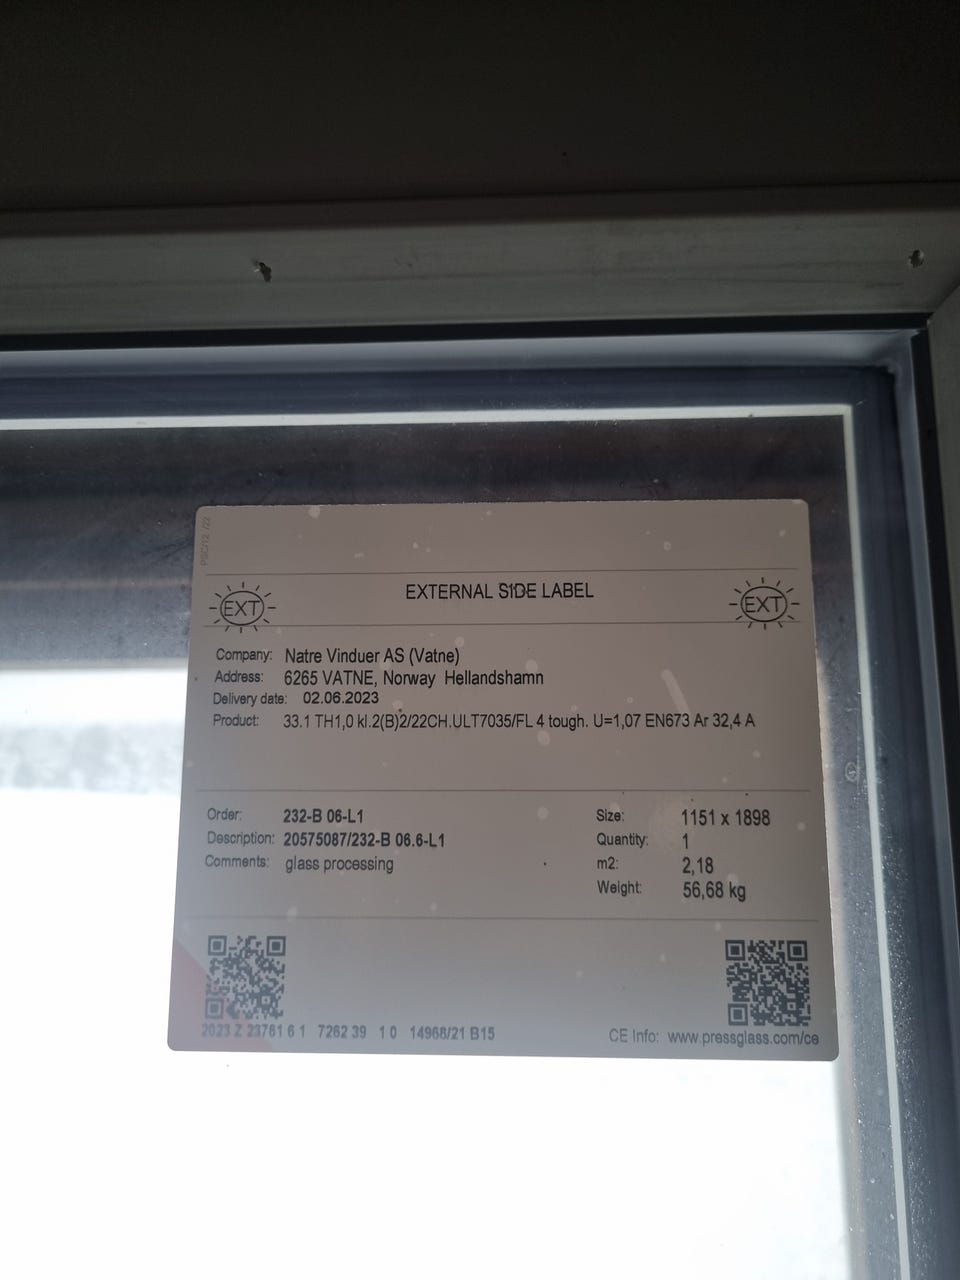 PSC/12 /22
EXTERNAL SIDE LABEL
EXT
EXT
Company: Natre Vinduer AS (Vatne)
Address: 6265 VATNE, Norway Hellandshamn
Delivery date: 02.06.2023
Product: 33.1 TH1,0 kl.2(B)2/22CH.ULT7035/FL 4 tough. U=1,07 EN673 Ar 32,4 A
Order: 232-B 06-L1
Size: 1151 x 1898
Description: 20575087/232-B 06.6-L1
Quantity: 1
Comments: glass processing
m2: 2,18
Weight: 56,68 kg
2023 Z 23761 6 1 7262 39 1 0 14968/21 B15
CE Info: www.pressglass.com/ce